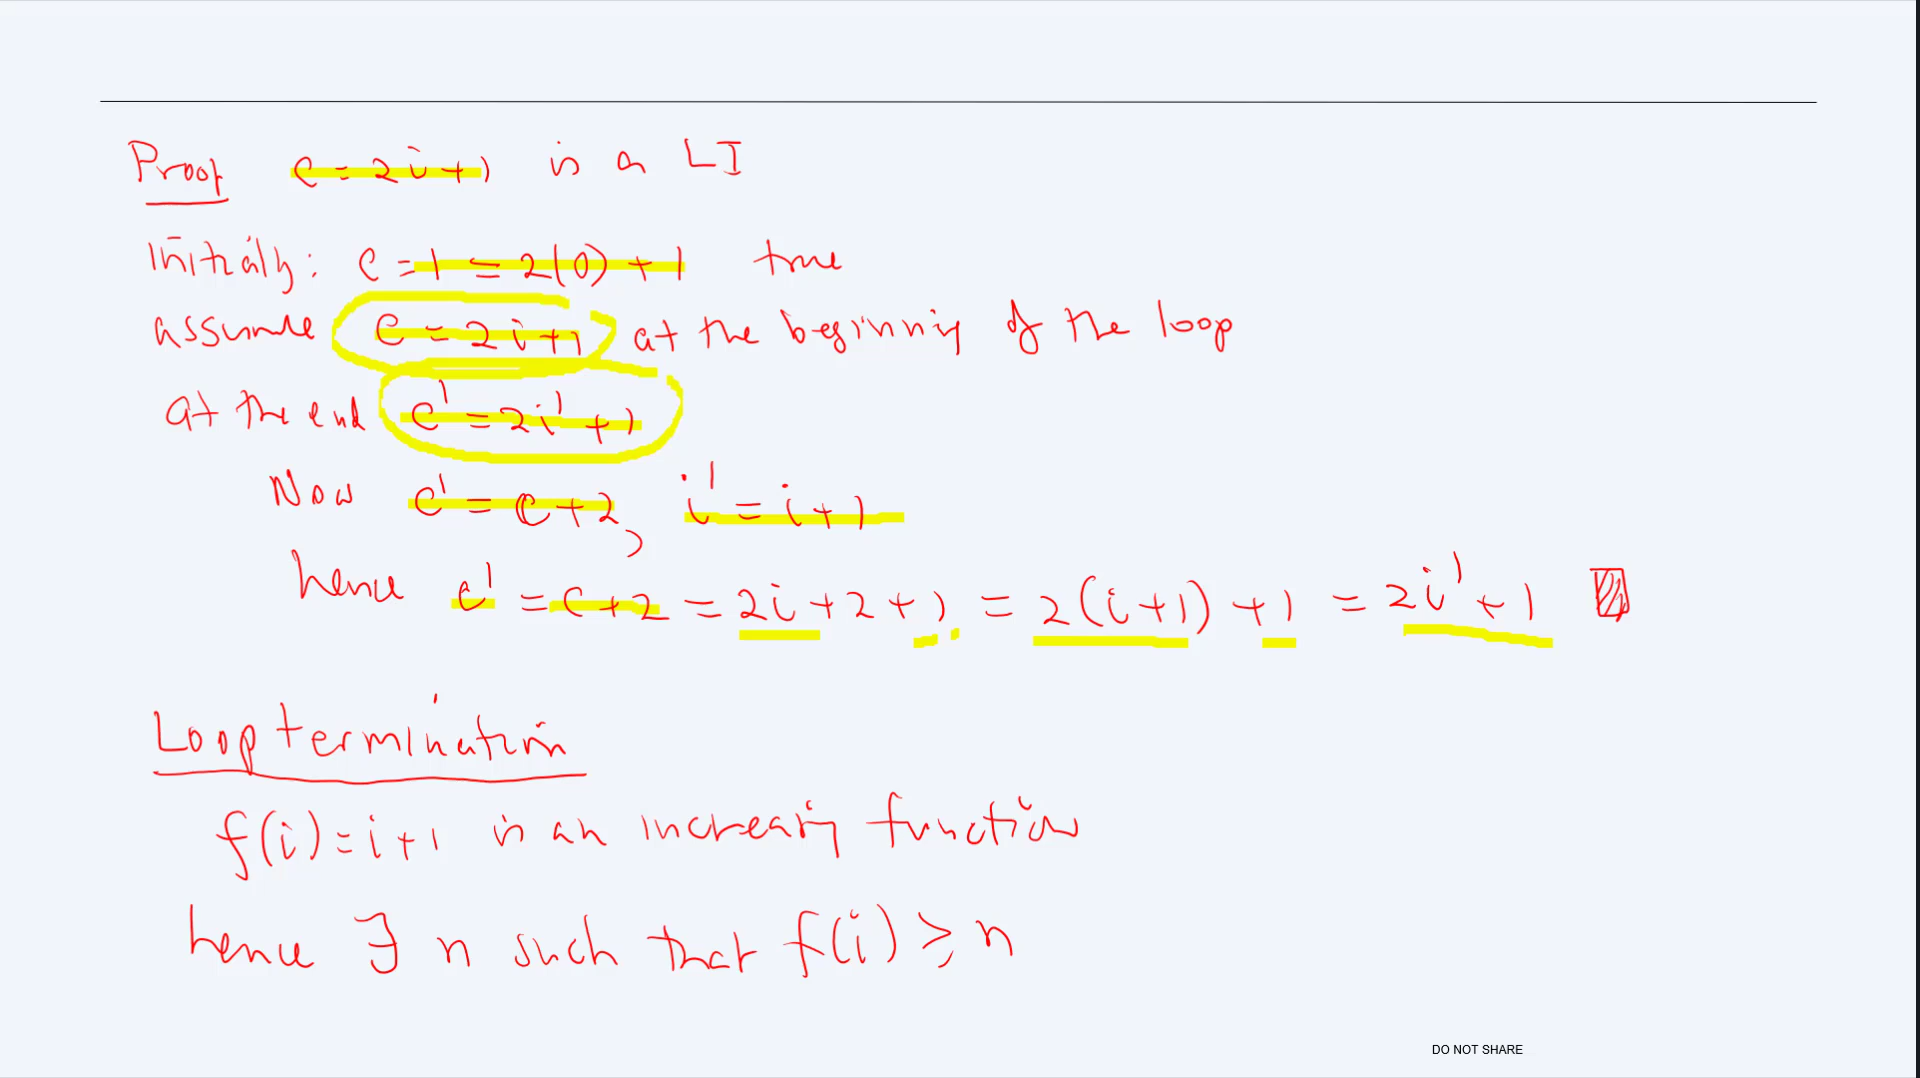 Proof c = 2i+1 is a LI
Initially: c = 1 = 2(0) + 1 true
assume c = 2i+1 at the beginning of the loop
at the end c' = 2i' + 1
Now c' = c+2, i' = i+1
hence c' = c+2 = 2i+2+1 = 2(i+1)+1 = 2i'+1
Loop termination
f(i)=i+1 is an increasing function
hence ∃ n such that f(i) ≥ n
DO NOT SHARE